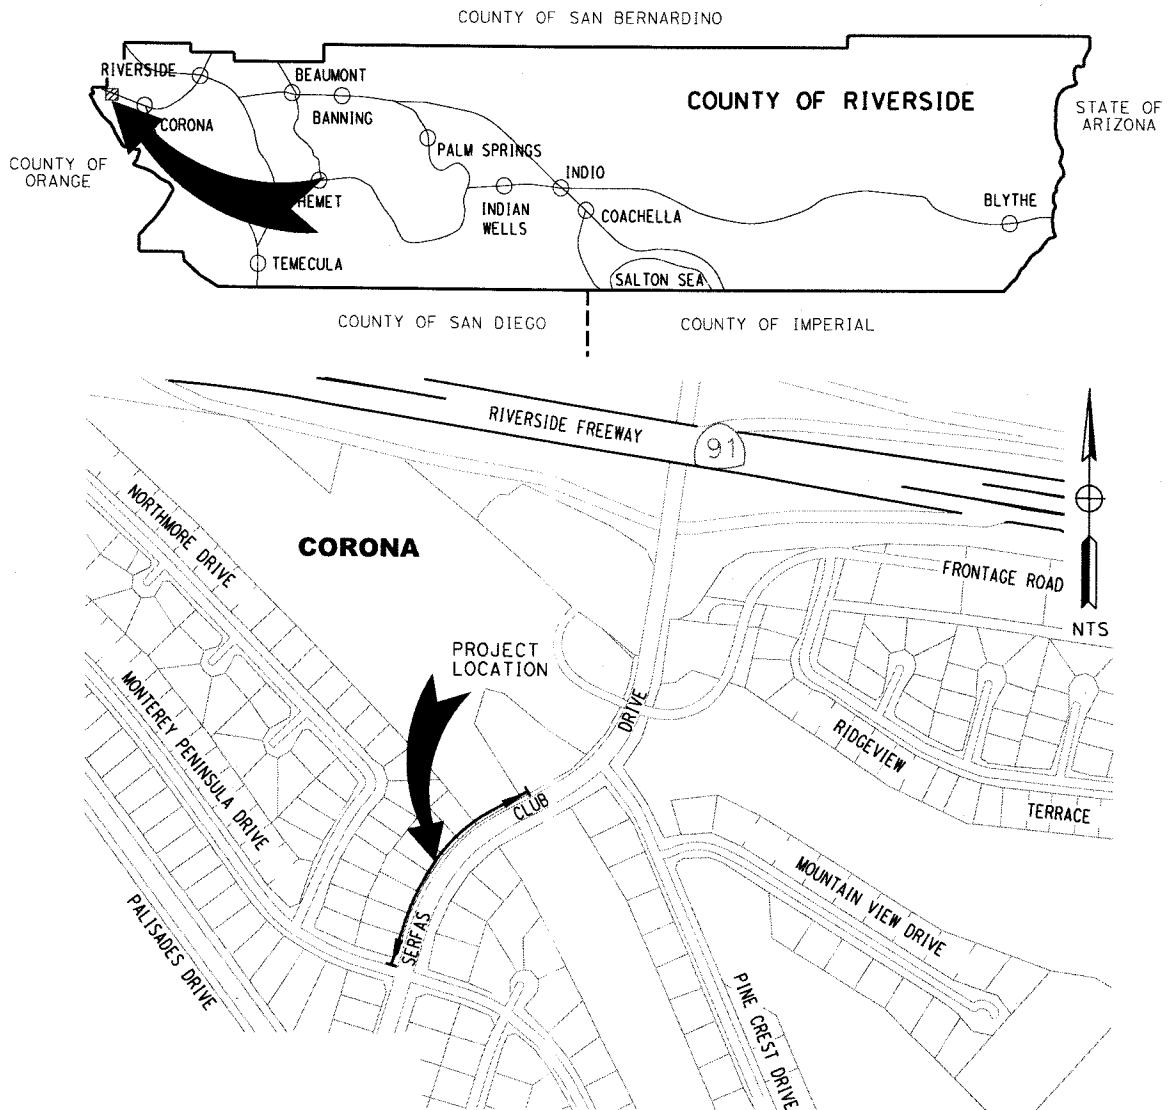 COUNTY OF SAN BERNARDINO
RIVERSIDE
BEAUMONT
BANNING
CORONA
COUNTY OF RIVERSIDE
STATE OF
ARIZONA
COUNTY OF
ORANGE
PALM SPRINGS
HEMET
INDIO
INDIAN
WELLS
COACHELLA
BLYTHE
TEMECULA
SALTON SEA
COUNTY OF SAN DIEGO
COUNTY OF IMPERIAL
RIVERSIDE FREEWAY
91
NORTHMORE DRIVE
CORONA
FRONTAGE ROAD
NTS
PROJECT
LOCATION
MONTEREY PENINSULA DRIVE
DRIVE
RIDGEVIEW
TERRACE
CLUB
SERFAS
MOUNTAIN VIEW DRIVE
PALISADES DRIVE
PINE CREST DRIVE